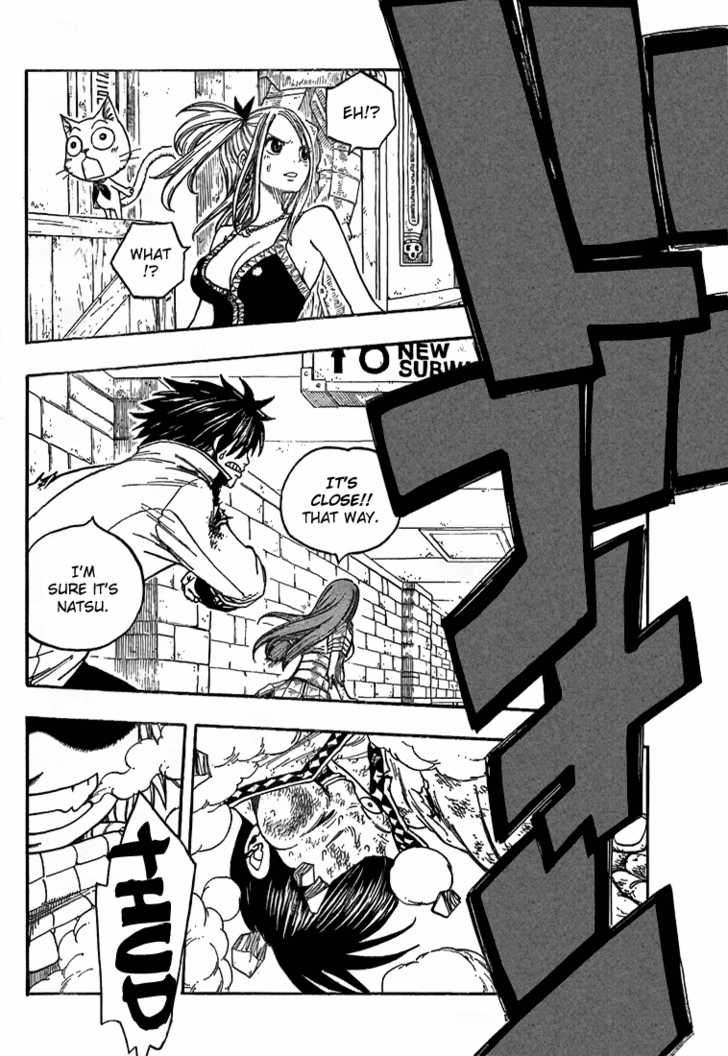 EH!?
WHAT
!?
NEW
SUBW
IT'S
CLOSE!!
THAT WAY.
I'M
SURE IT'S
NATSU.
THUD